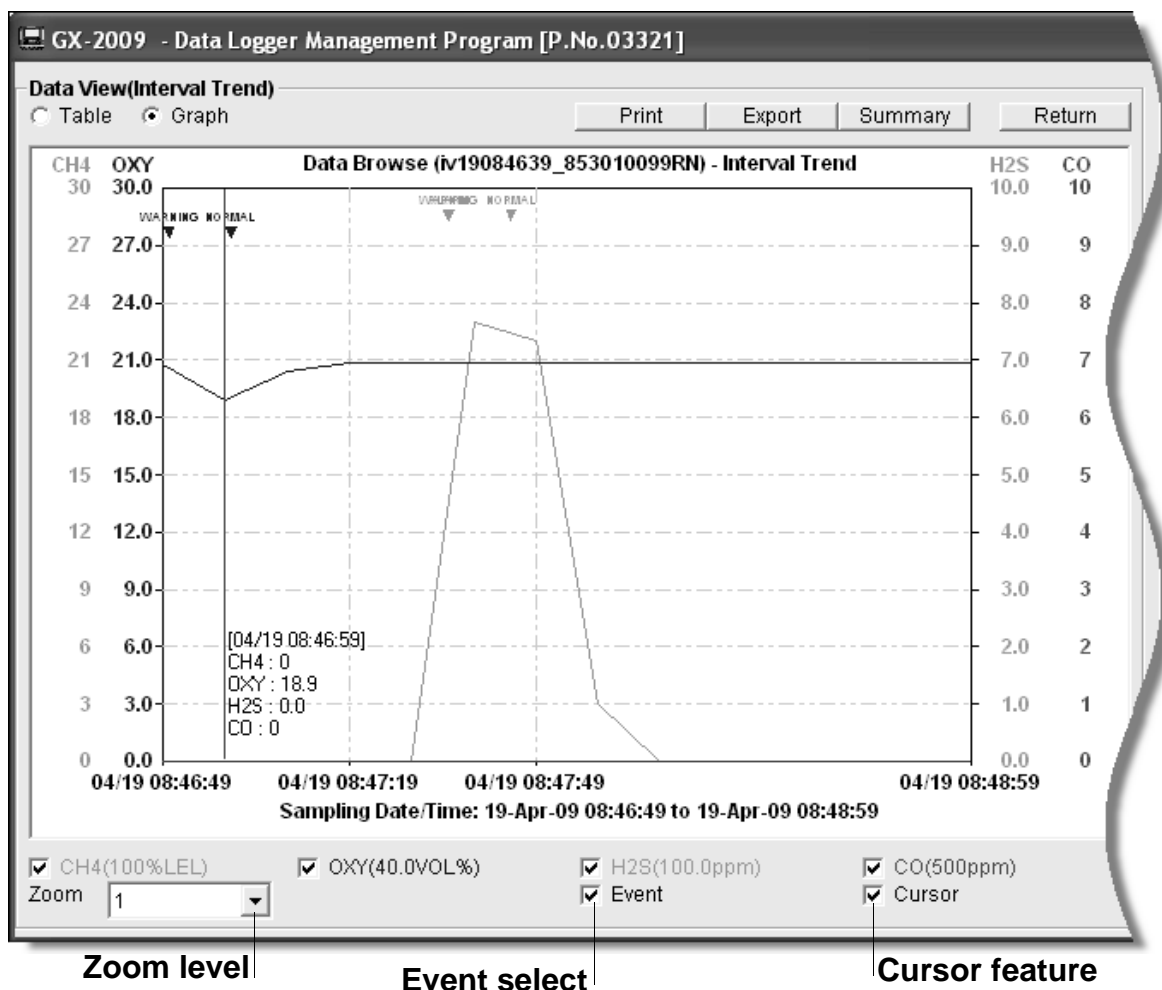 GX-2009 - Data Logger Management Program [P.No.03321]
Data View(Interval Trend)
Table Graph Print Export Summary Return
CH4 OXY Data Browse (iv19084639_853010099RN) - Interval Trend H2S CO
30 30.0 10.0 10
WARNING NORMAL WARNING NORMAL
27 27.0 9.0 9
24 24.0 8.0 8
21 21.0 7.0 7
18 18.0 6.0 6
15 15.0 5.0 5
12 12.0 4.0 4
9 9.0 3.0 3
[04/19 08:46:59]
6 6.0 2.0 2
CH4 : 0
OXY : 18.9
3 3.0 H2S : 0.0 1.0 1
CO : 0
0 0.0 0.0 0
04/19 08:46:49 04/19 08:47:19 04/19 08:47:49 04/19 08:48:59
Sampling Date/Time: 19-Apr-09 08:46:49 to 19-Apr-09 08:48:59
CH4(100%LEL) OXY(40.0VOL%) H2S(100.0ppm) CO(500ppm)
Zoom 1 Event Cursor
Zoom level Event select Cursor feature